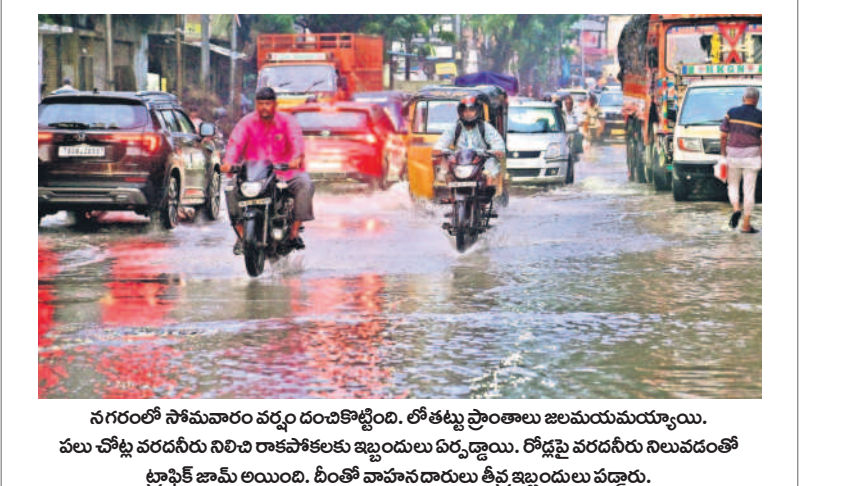 KGN
నగరంలో సోమవారం వర్షం దంచికొట్టింది. లోతట్టు ప్రాంతాలు జలమయమయ్యాయి.
పలు చోట్ల వరదనీరు నిలిచి రాకపోకలకు ఇబ్బందులు ఏర్పడ్డాయి. రోడ్లపై వరదనీరు నిలువడంతో
ట్రాఫిక్ జామ్ అయింది. దీంతో వాహనదారులు తీవ్ర ఇబ్బందులు పడ్డారు.